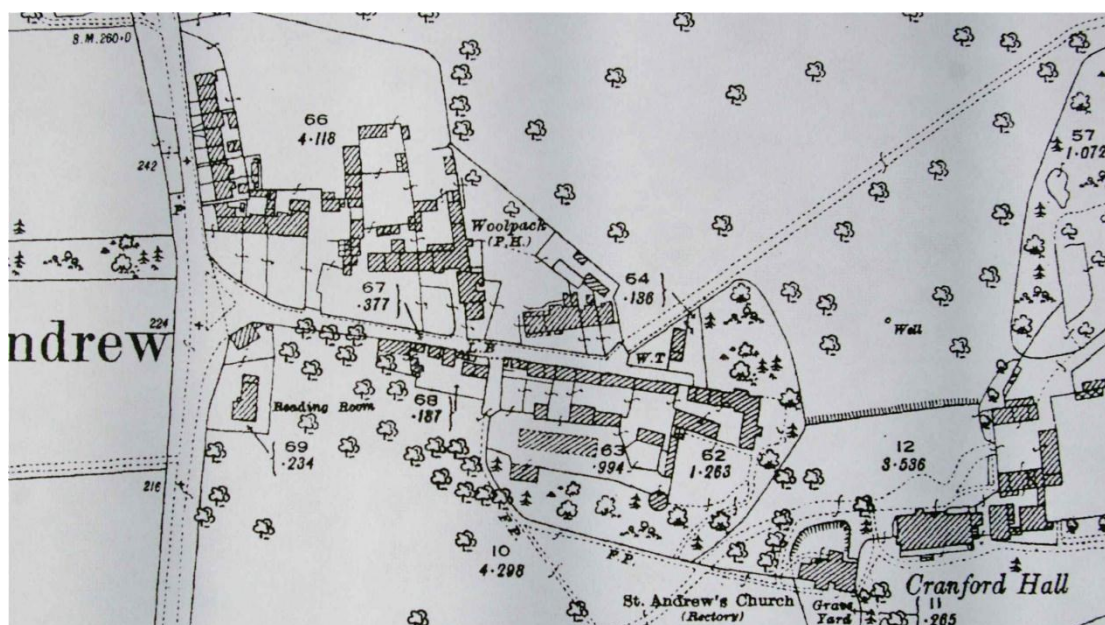 B.M. 260·0
66
4·118
57
1·072
242
Woolpack
(P.H.)
64
·136
67
·377
Well
224
ndrew
L.B
W.T
Reading Room
68
·187
69
·234
63
·994
62
1·263
12
3·536
216
F.P.
10
4·298
F.P.
Cranford Hall
St. Andrew's Church
(Rectory)
Grave
Yard
11
·265